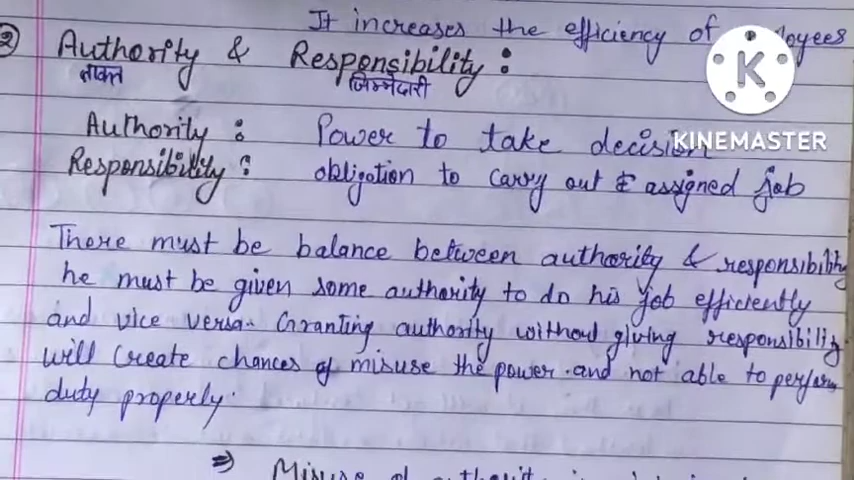 It increases the efficiency of
② Authority & Responsibility :
ताकत जिम्मेदारी
Authority : Power to take decision
Responsibility : obligation to carry out & assigned job
There must be balance between authority & responsibility
he must be given some authority to do his job efficiently
and vice versa. Granting authority without giving responsibility
will create chances of misuse the power. and not able to perform
duty properly.
⇒ Misuse of
K
KINEMASTER